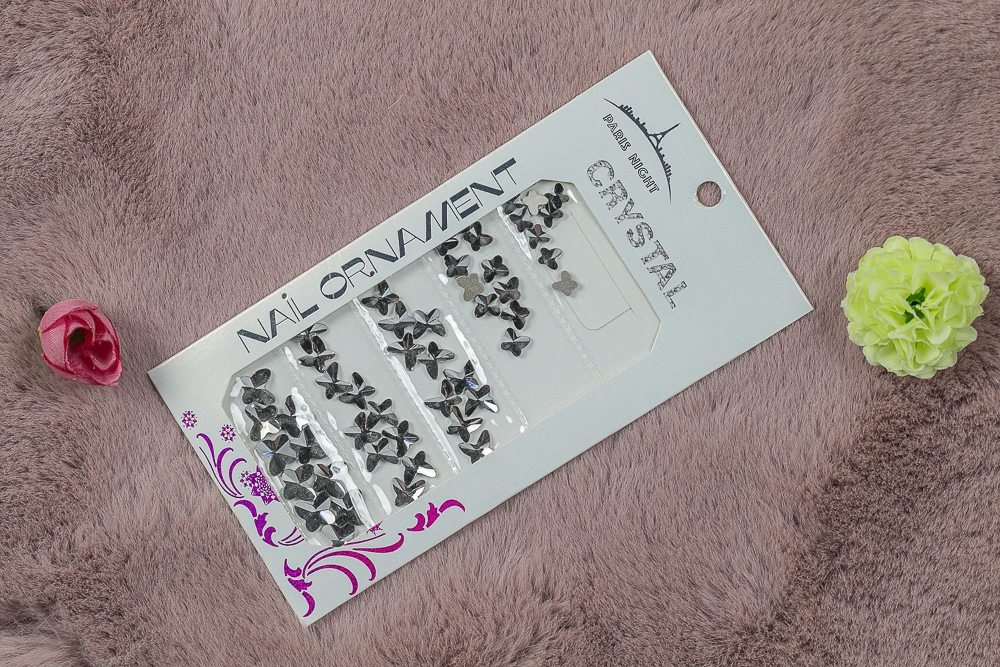 PARIS NIGHT
CRYSTAL
NAIL ORNAMENT